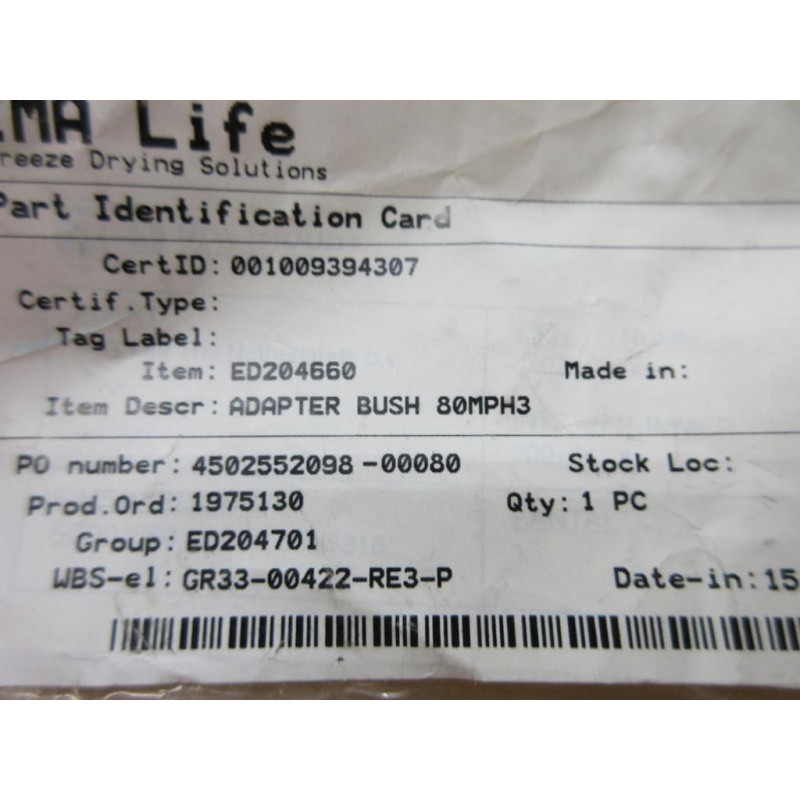 .MA Life
reeze Drying Solutions
Part Identification Card
CertID: 001009394307
Certif.Type:
Tag Label:
Item: ED204660 Made in:
Item Descr: ADAPTER BUSH 80MPH3
PO number: 4502552098-00080 Stock Loc:
Prod.Ord: 1975130 Qty: 1 PC
Group: ED204701
WBS-el: GR33-00422-RE3-P Date-in: 15